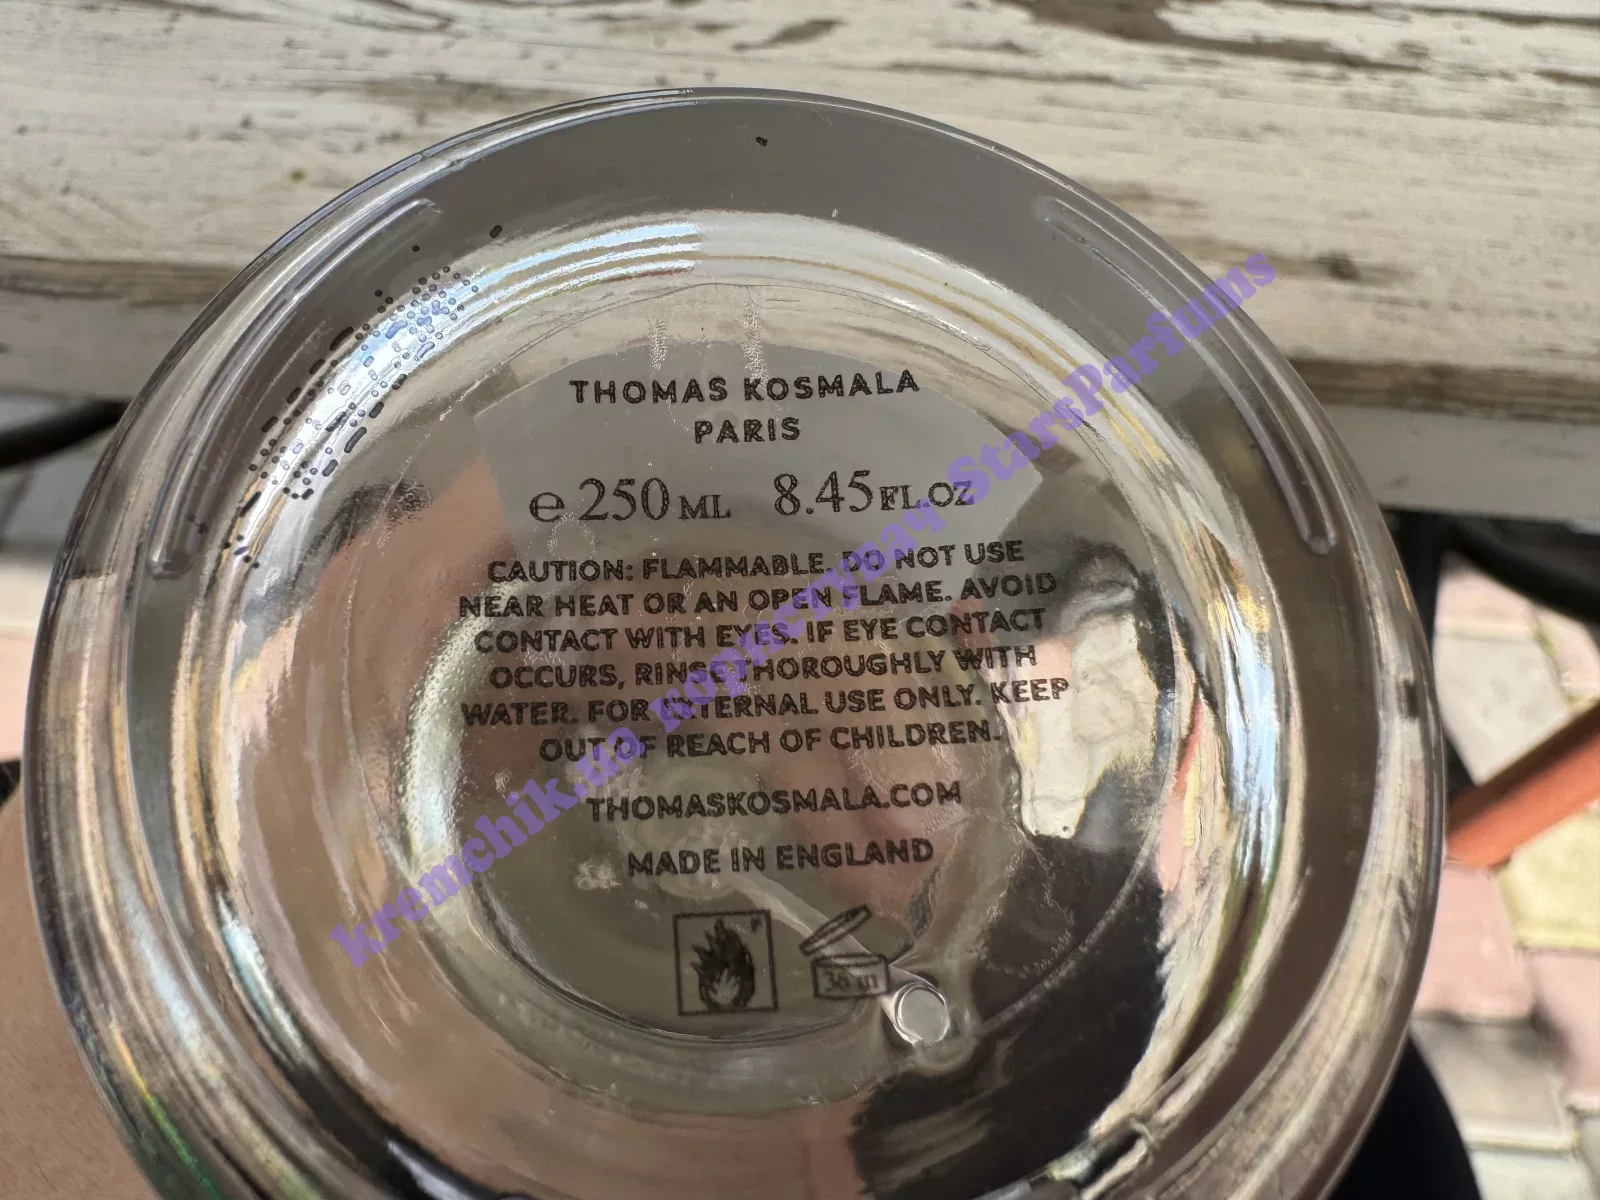 THOMAS KOSMALA
PARIS
e 250 ML 8.45 FL OZ
CAUTION: FLAMMABLE. DO NOT USE
NEAR HEAT OR AN OPEN FLAME. AVOID
CONTACT WITH EYES. IF EYE CONTACT
OCCURS, RINSE THOROUGHLY WITH
WATER. FOR EXTERNAL USE ONLY. KEEP
OUT OF REACH OF CHILDREN.
THOMASKOSMALA.COM
MADE IN ENGLAND
36 m
kremchik.ua користувач StarsParfums